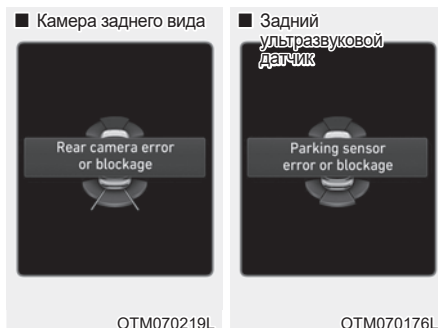 ■ Камера заднего вида
Rear camera error
or blockage
OTM070219L
■ Задний
ультразвуковой
датчик
Parking sensor
error or blockage
OTM070176L